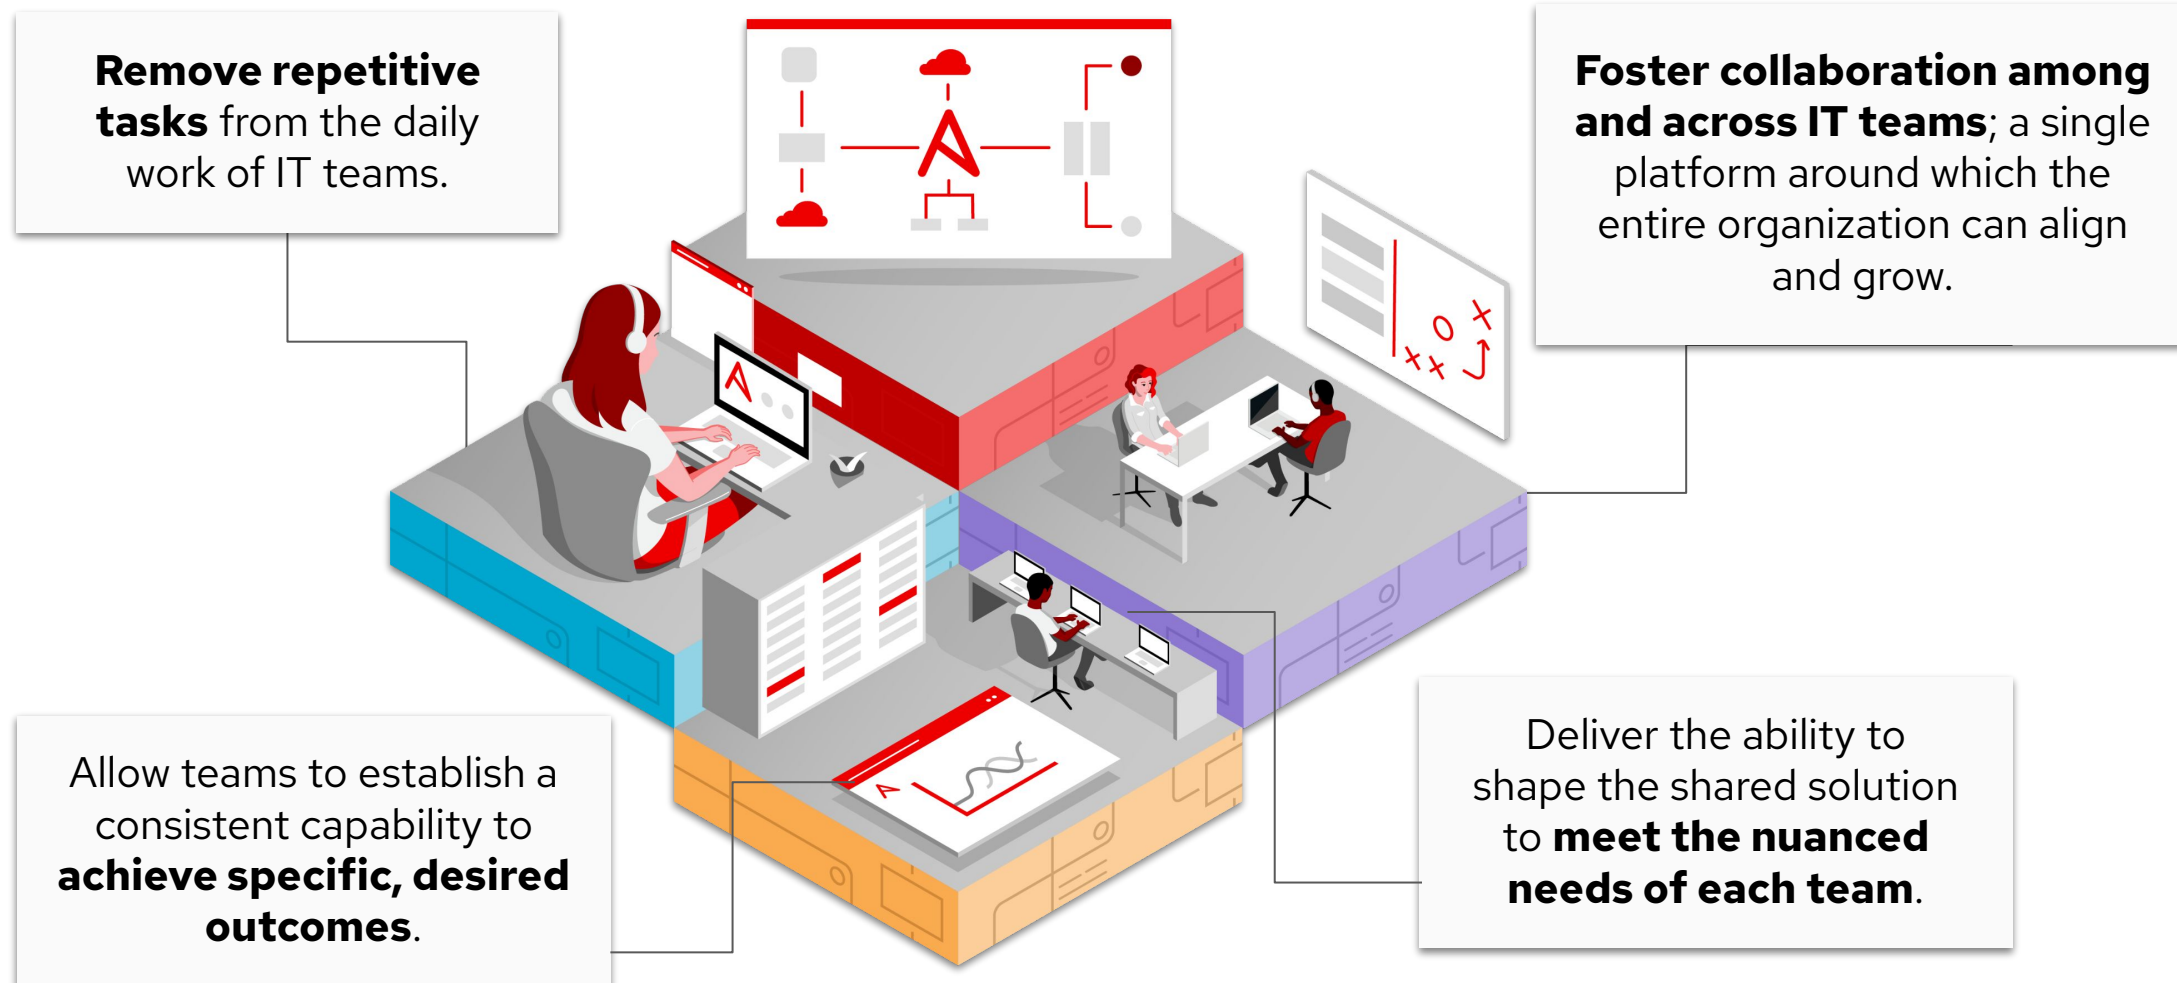 Remove repetitive
tasks from the daily
work of IT teams.
Foster collaboration among
and across IT teams; a single
platform around which the
entire organization can align
and grow.
Allow teams to establish a
consistent capability to
achieve specific, desired
outcomes.
Deliver the ability to
shape the shared solution
to meet the nuanced
needs of each team.